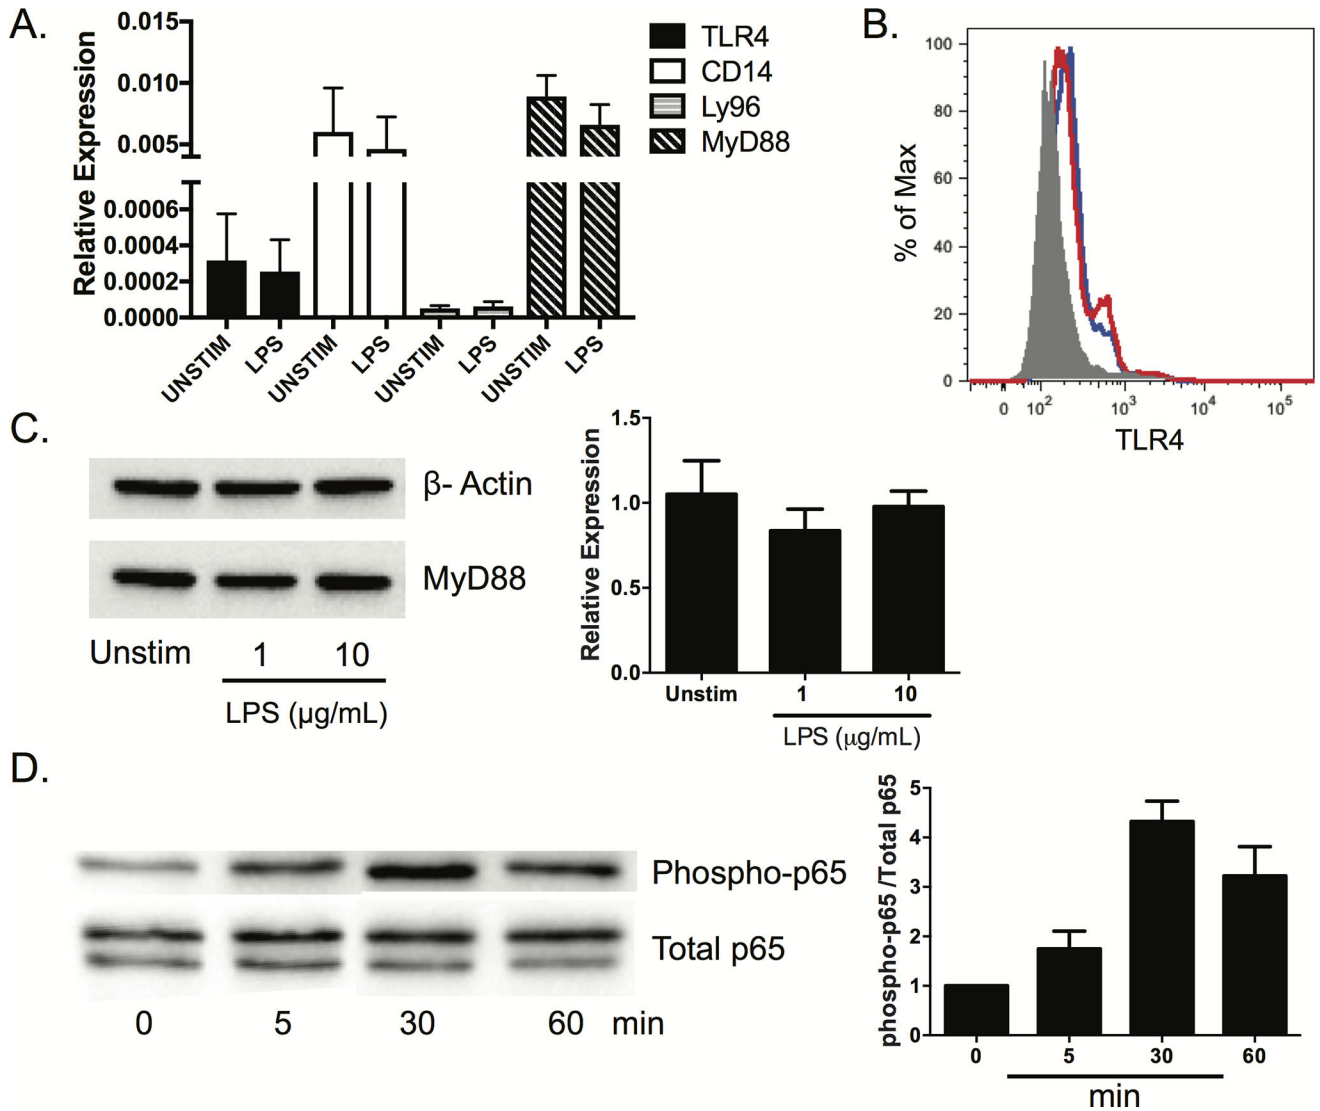 A.
Relative Expression
0.015
0.010
0.005
0.0006
0.0004
0.0002
0.0000
UNSTIM
LPS
UNSTIM
LPS
UNSTIM
LPS
UNSTIM
LPS
TLR4
CD14
Ly96
MyD88
B.
% of Max
100
80
60
40
20
0
0 10² 10³ 10⁴ 10⁵
TLR4
C.
β- Actin
MyD88
Unstim 1 10
LPS (µg/mL)
Relative Expression
1.5
1.0
0.5
0.0
Unstim 1 10
LPS (µg/mL)
D.
Phospho-p65
Total p65
0 5 30 60 min
phospho-p65 /Total p65
5
4
3
2
1
0
0 5 30 60
min